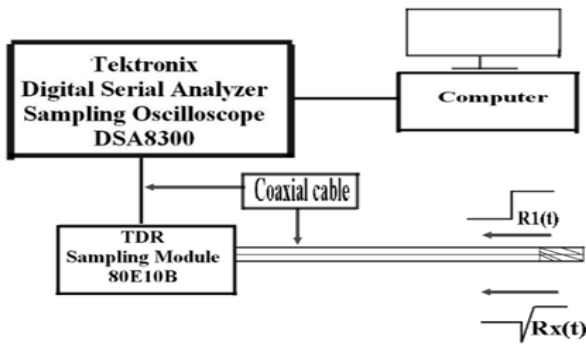 Tektronix
Digital Serial Analyzer
Sampling Oscilloscope
DSA8300
Computer
Coaxial cable
TDR
Sampling Module
80E10B
R1(t)
Rx(t)